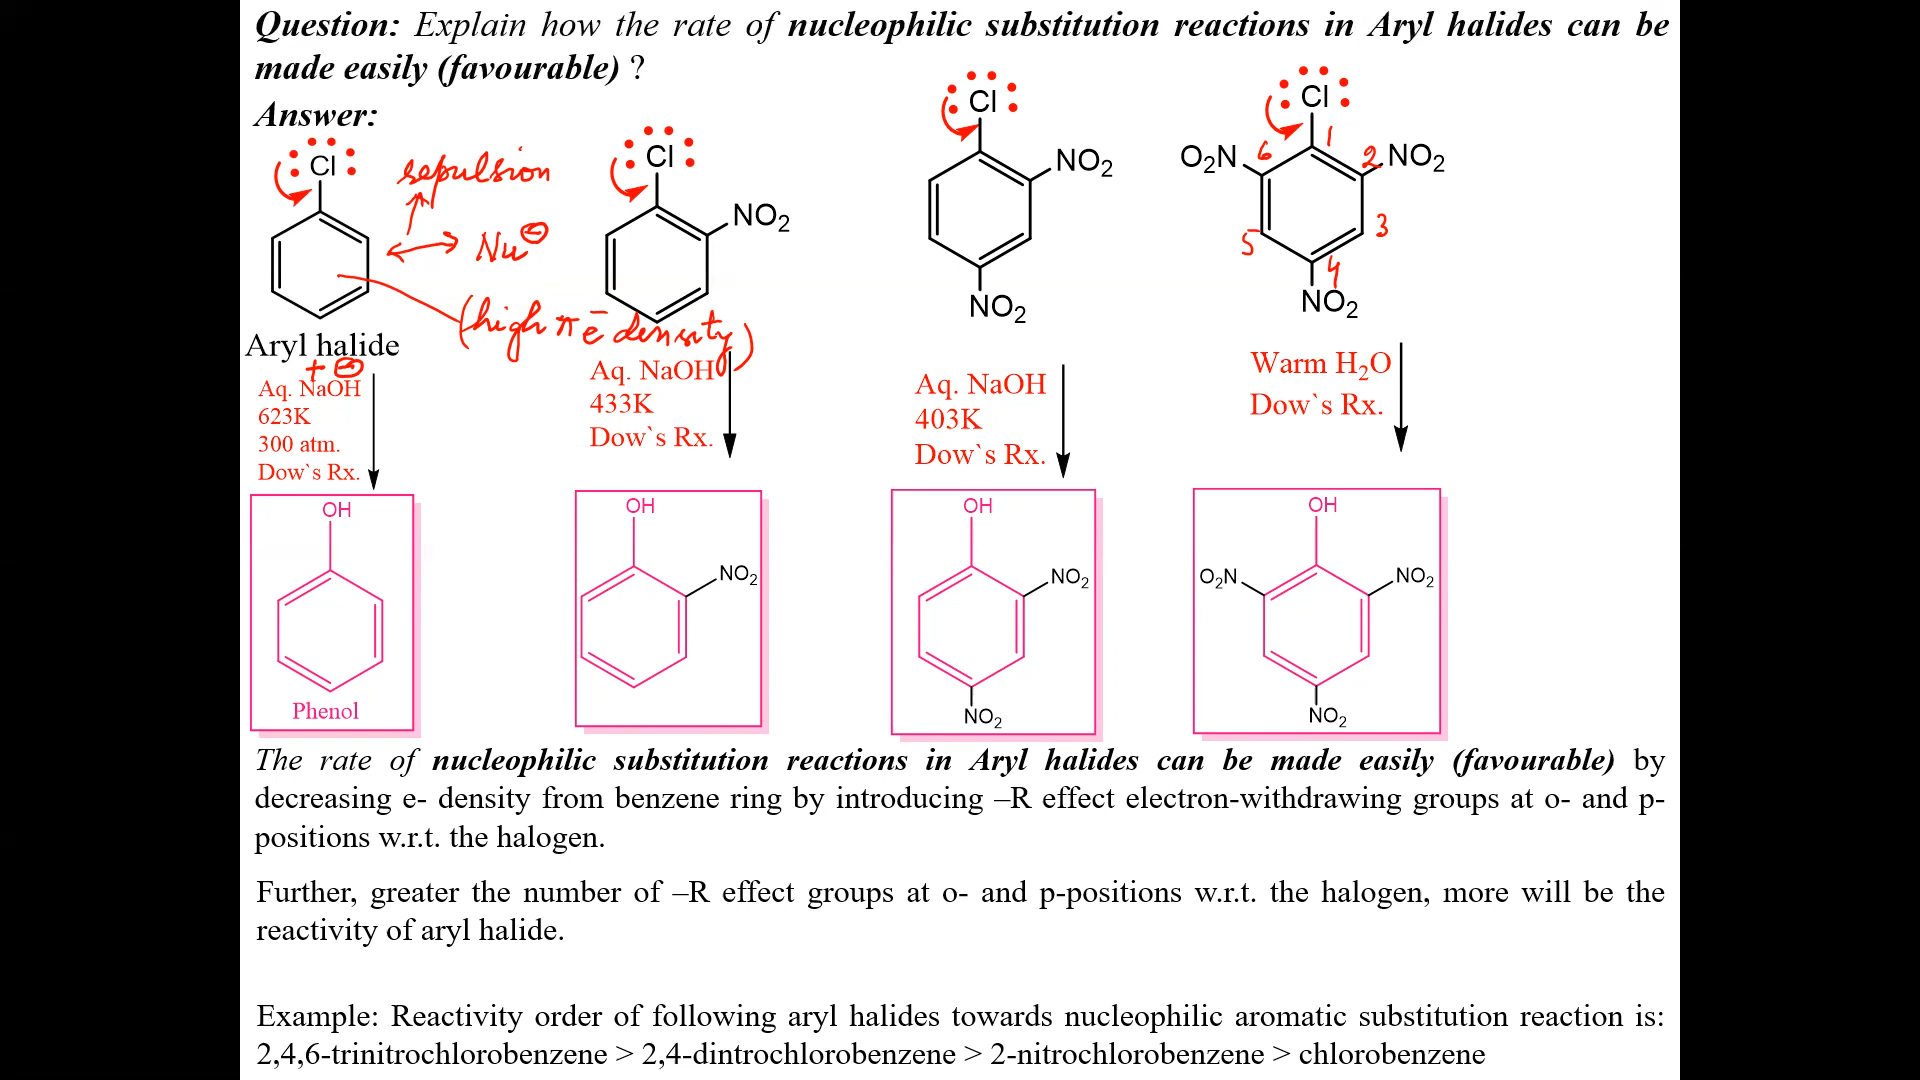 Question: Explain how the rate of nucleophilic substitution reactions in Aryl halides can be
made easily (favourable) ?
Answer:
Cl
repulsion
Nu⊖
(high π e⁻ density)
Aryl halide
+ ⊖
Aq. NaOH
623K
300 atm.
Dow`s Rx.
OH
Phenol
Cl
NO2
Aq. NaOH
433K
Dow`s Rx.
OH
NO2
Cl
NO2
NO2
Aq. NaOH
403K
Dow`s Rx.
OH
NO2
NO2
Cl
O2N
6
1
2
NO2
5
3
4
NO2
Warm H2O
Dow`s Rx.
OH
O2N
NO2
NO2
The rate of nucleophilic substitution reactions in Aryl halides can be made easily (favourable) by
decreasing e- density from benzene ring by introducing –R effect electron-withdrawing groups at o- and p-
positions w.r.t. the halogen.
Further, greater the number of –R effect groups at o- and p-positions w.r.t. the halogen, more will be the
reactivity of aryl halide.
Example: Reactivity order of following aryl halides towards nucleophilic aromatic substitution reaction is:
2,4,6-trinitrochlorobenzene > 2,4-dintrochlorobenzene > 2-nitrochlorobenzene > chlorobenzene